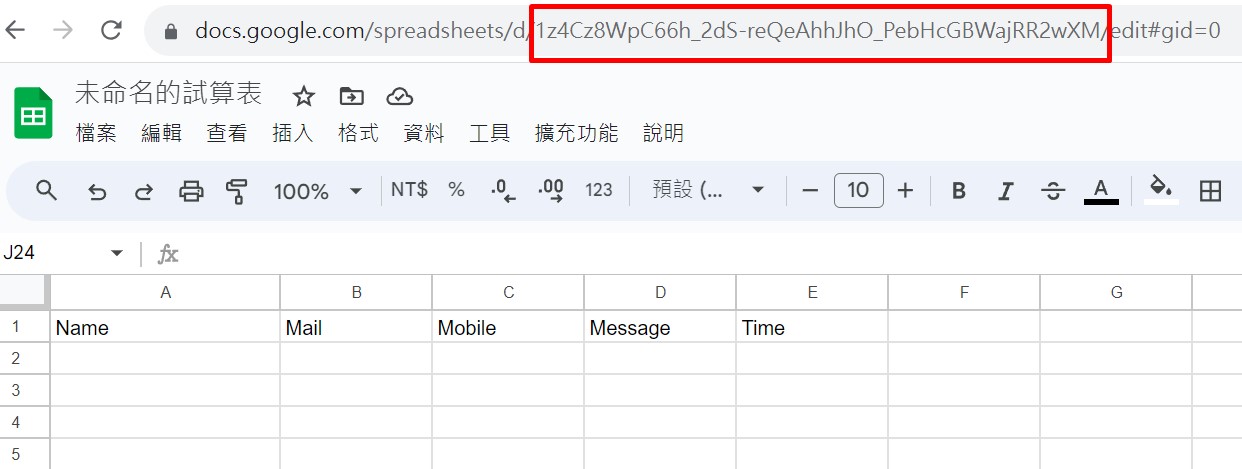 docs.google.com/spreadsheets/d/1z4Cz8WpC66h_2dS-reQeAhhJhO_PebHcGBWajRR2wXM/edit#gid=0
未命名的試算表
檔案 編輯 查看 插入 格式 資料 工具 擴充功能 說明
100% NT$ % .0 .00 123 預設 (... 10 B I S A
J24 fx
A B C D E F G
1 Name Mail Mobile Message Time
2
3
4
5